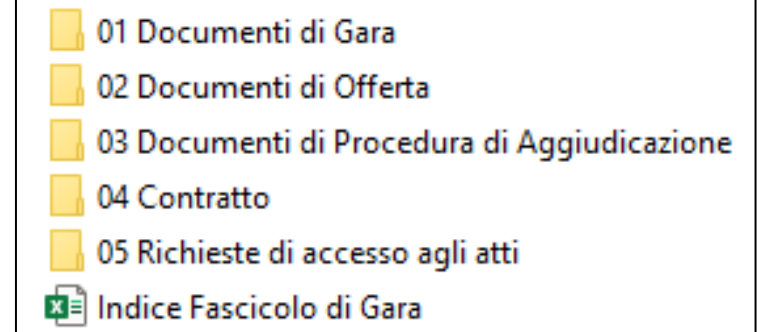 01 Documenti di Gara
02 Documenti di Offerta
03 Documenti di Procedura di Aggiudicazione
04 Contratto
05 Richieste di accesso agli atti
Indice Fascicolo di Gara